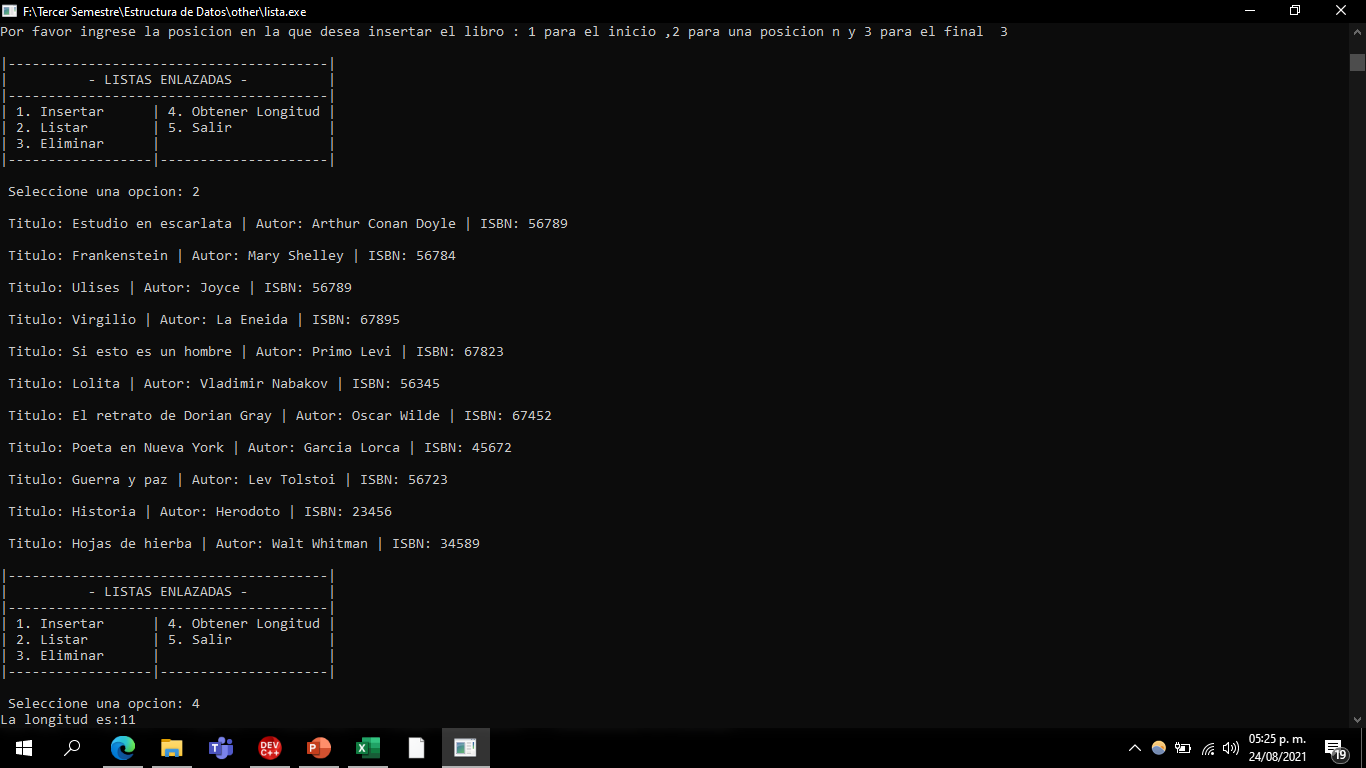 F:\Tercer Semestre\Estructura de Datos\other\lista.exe
Por favor ingrese la posicion en la que desea insertar el libro : 1 para el inicio ,2 para una posicion n y 3 para el final  3
|----------------------------------------|
|          - LISTAS ENLAZADAS -          |
|----------------------------------------|
| 1. Insertar      | 4. Obtener Longitud |
| 2. Listar        | 5. Salir            |
| 3. Eliminar      |                     |
|------------------|---------------------|
Seleccione una opcion: 2
Titulo: Estudio en escarlata | Autor: Arthur Conan Doyle | ISBN: 56789
Titulo: Frankenstein | Autor: Mary Shelley | ISBN: 56784
Titulo: Ulises | Autor: Joyce | ISBN: 56789
Titulo: Virgilio | Autor: La Eneida | ISBN: 67895
Titulo: Si esto es un hombre | Autor: Primo Levi | ISBN: 67823
Titulo: Lolita | Autor: Vladimir Nabakov | ISBN: 56345
Titulo: El retrato de Dorian Gray | Autor: Oscar Wilde | ISBN: 67452
Titulo: Poeta en Nueva York | Autor: Garcia Lorca | ISBN: 45672
Titulo: Guerra y paz | Autor: Lev Tolstoi | ISBN: 56723
Titulo: Historia | Autor: Herodoto | ISBN: 23456
Titulo: Hojas de hierba | Autor: Walt Whitman | ISBN: 34589
|----------------------------------------|
|          - LISTAS ENLAZADAS -          |
|----------------------------------------|
| 1. Insertar      | 4. Obtener Longitud |
| 2. Listar        | 5. Salir            |
| 3. Eliminar      |                     |
|------------------|---------------------|
Seleccione una opcion: 4
La longitud es:11
DEV C++
05:25 p. m.
24/08/2021
19